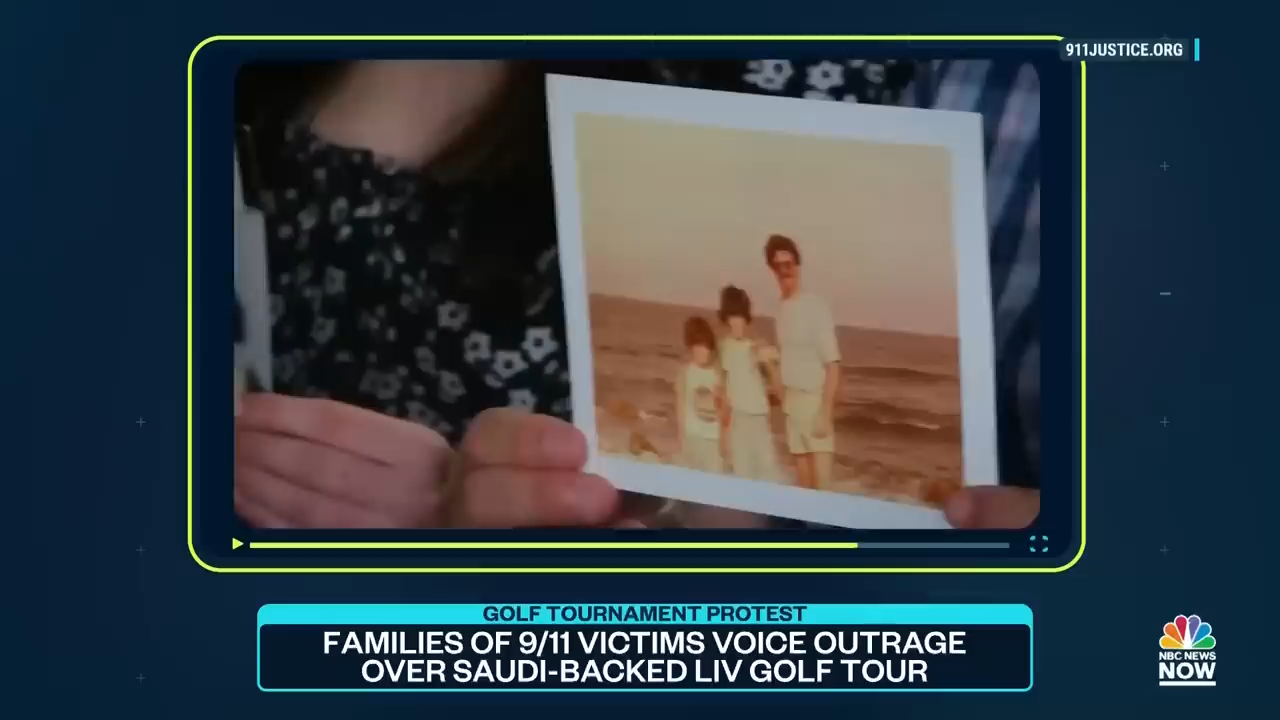 911JUSTICE.ORG
GOLF TOURNAMENT PROTEST
FAMILIES OF 9/11 VICTIMS VOICE OUTRAGE
OVER SAUDI-BACKED LIV GOLF TOUR
NBC NEWS
NOW